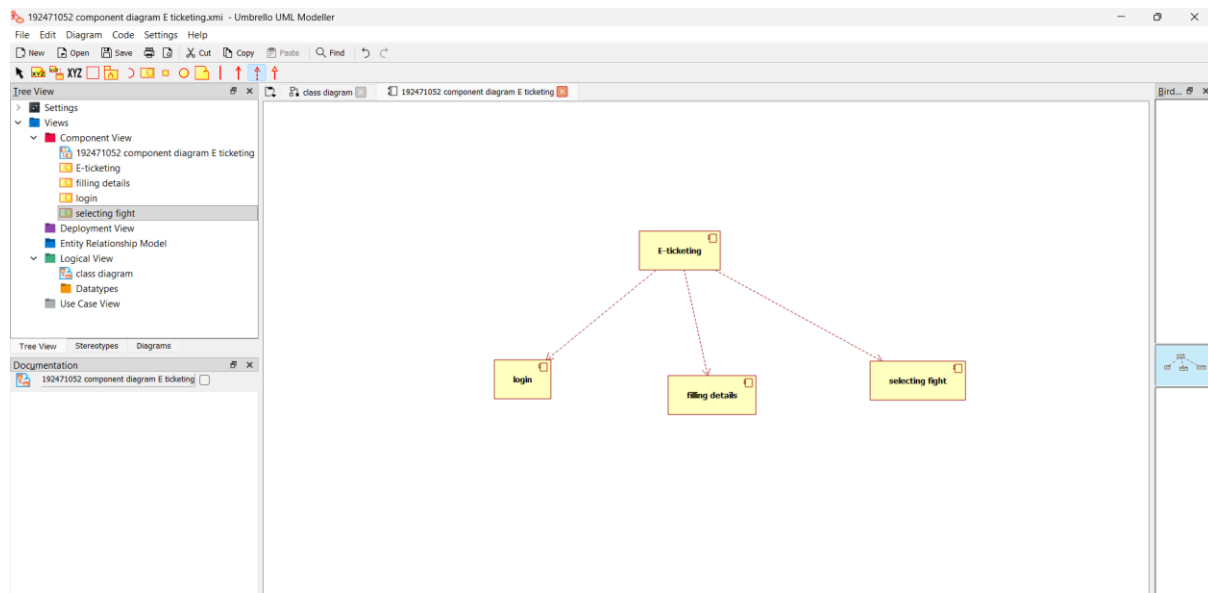 192471052 component diagram E ticketing.xmi - Umbrello UML Modeller
File Edit Diagram Code Settings Help
New Open Save Cut Copy Paste Find
XYZ XYZ
Tree View
class diagram 192471052 component diagram E ticketing
Bird...
Settings
Views
Component View
192471052 component diagram E ticketing
E-ticketing
filling details
login
selecting fight
Deployment View
Entity Relationship Model
Logical View
class diagram
Datatypes
Use Case View
Tree View Stereotypes Diagrams
Documentation
192471052 component diagram E ticketing
E-ticketing
login
filling details
selecting fight